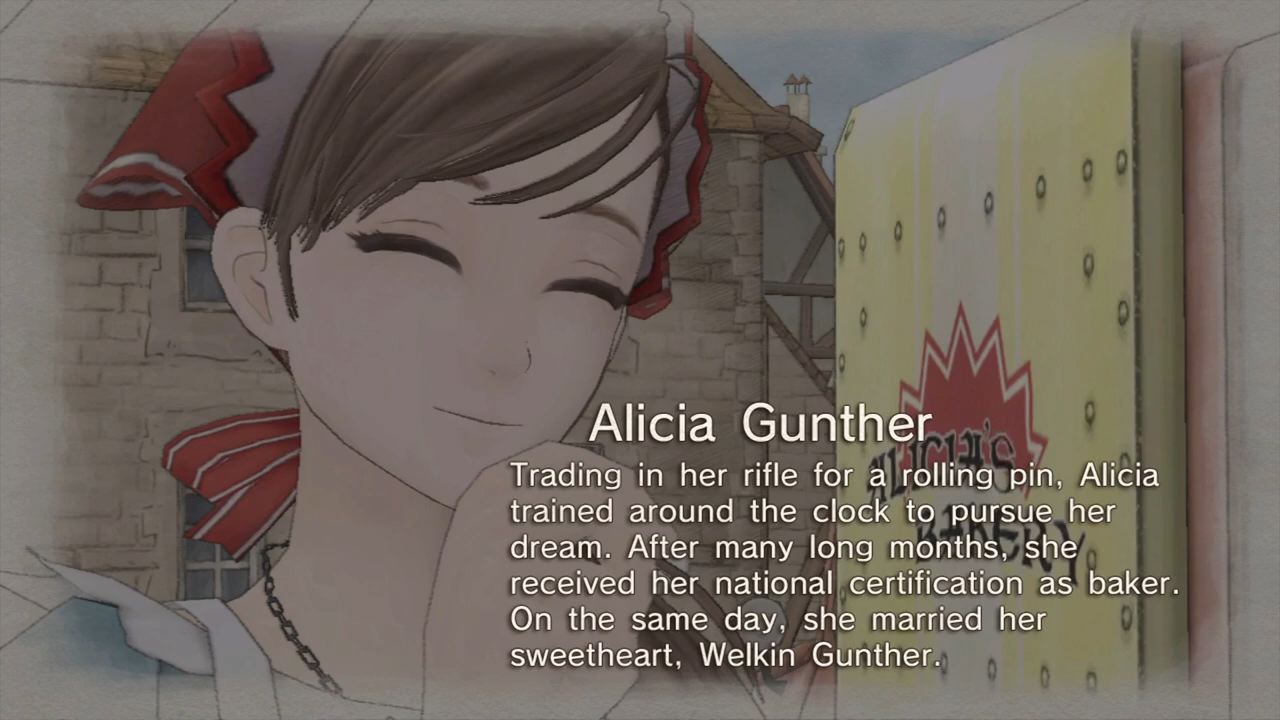 Alicia Gunther
Trading in her rifle for a rolling pin, Alicia
trained around the clock to pursue her
dream. After many long months, she
received her national certification as baker.
On the same day, she married her
sweetheart, Welkin Gunther.
ALICIA'S
BAKERY